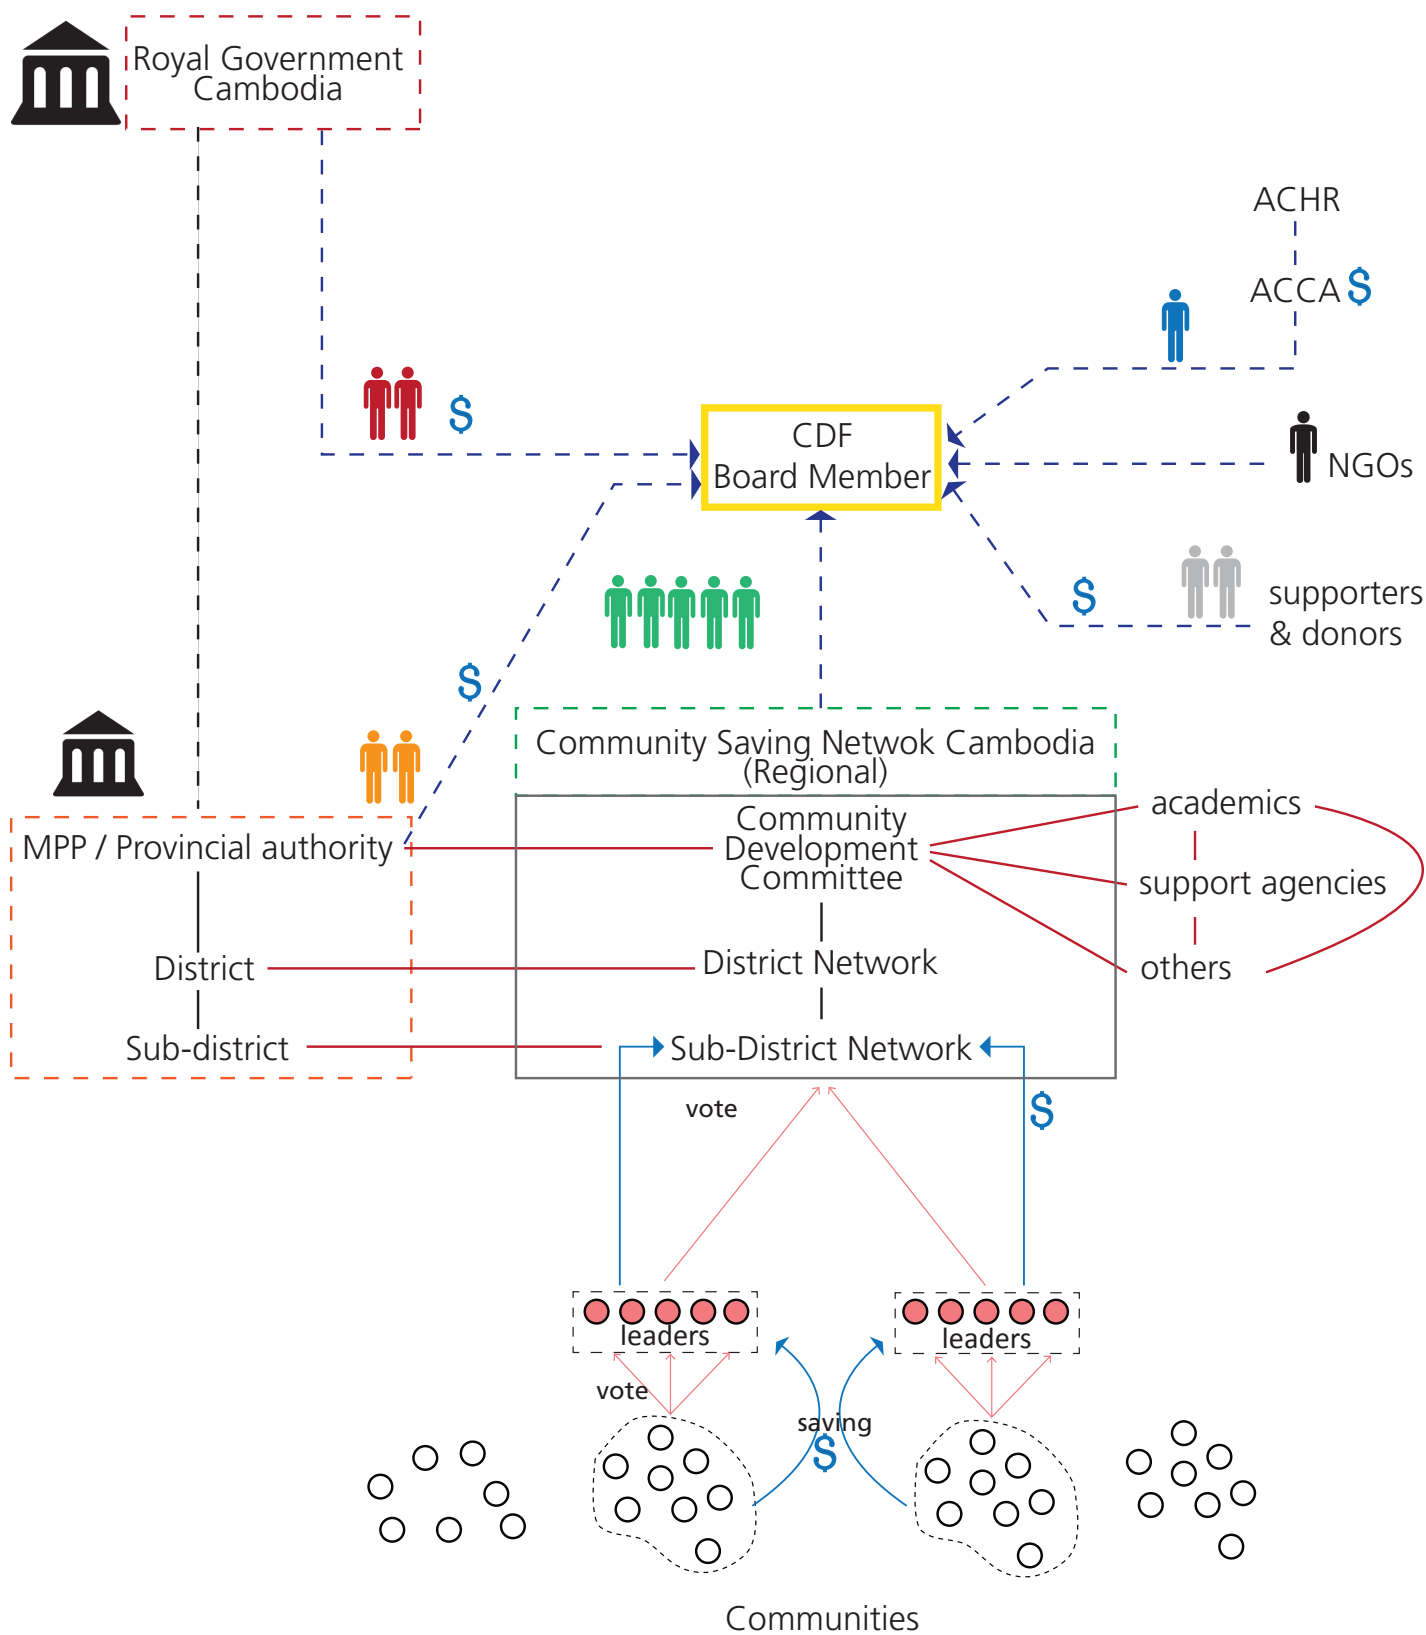 Royal Government
Cambodia
ACHR
ACCA $
$
CDF
Board Member
NGOs
$
supporters
& donors
$
Community Saving Netwok Cambodia
(Regional)
MPP / Provincial authority
Community
Development
Committee
academics
support agencies
others
District
District Network
Sub-district
Sub-District Network
vote
$
leaders
leaders
vote
saving
$
Communities